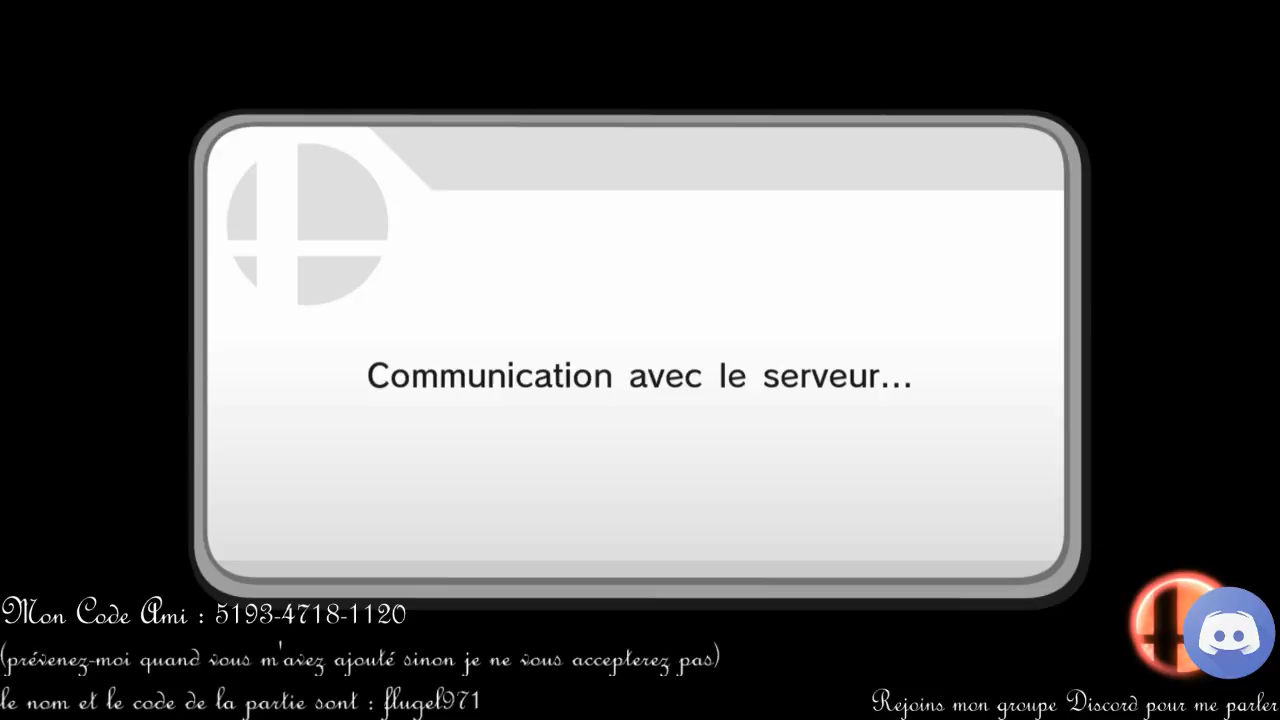 Communication avec le serveur...
Mon Code Ami : 5193-4718-1120
(prévenez-moi quand vous m'avez ajouté sinon je ne vous accepterez pas)
le nom et le code de la partie sont : flugel971
Rejoins mon groupe Discord pour me parler